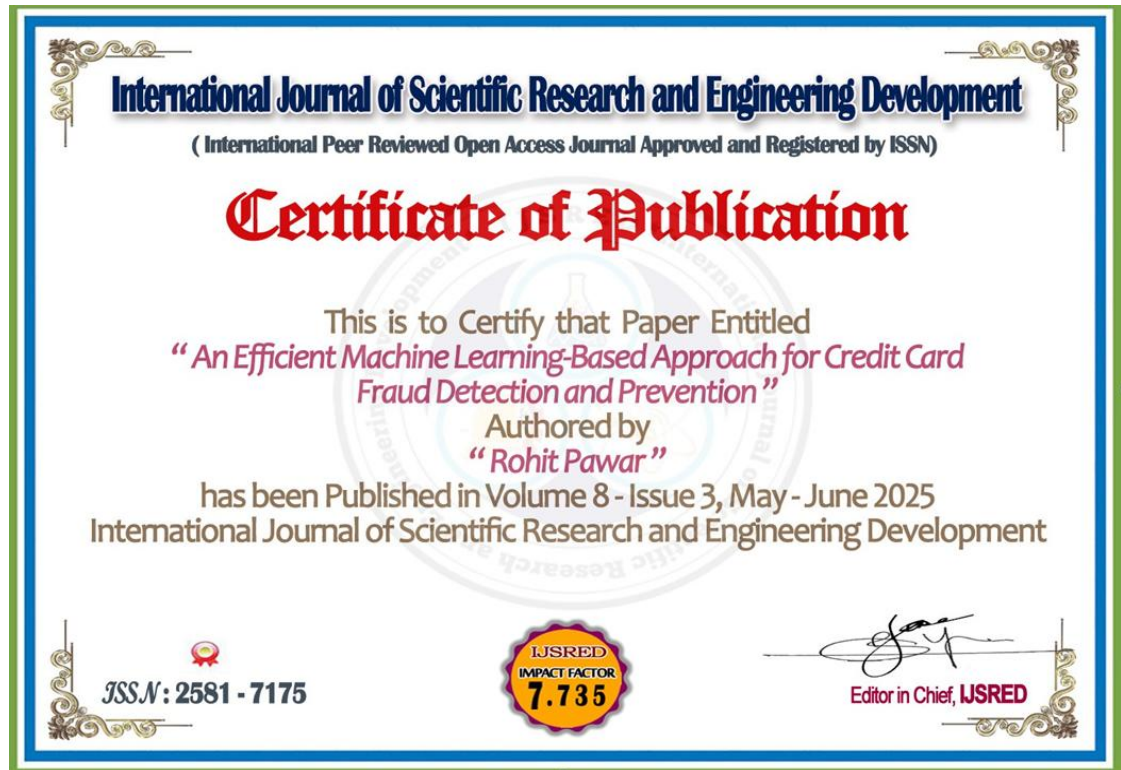 International Journal of Scientific Research and Engineering Development
( International Peer Reviewed Open Access Journal Approved and Registered by ISSN)
Certificate of Publication
This is to Certify that Paper Entitled
“ An Efficient Machine Learning-Based Approach for Credit Card
Fraud Detection and Prevention ”
Authored by
“ Rohit Pawar ”
has been Published in Volume 8 - Issue 3, May - June 2025
International Journal of Scientific Research and Engineering Development
ISSN : 2581 - 7175
IJSRED
IMPACT FACTOR
7.735
Editor in Chief, IJSRED